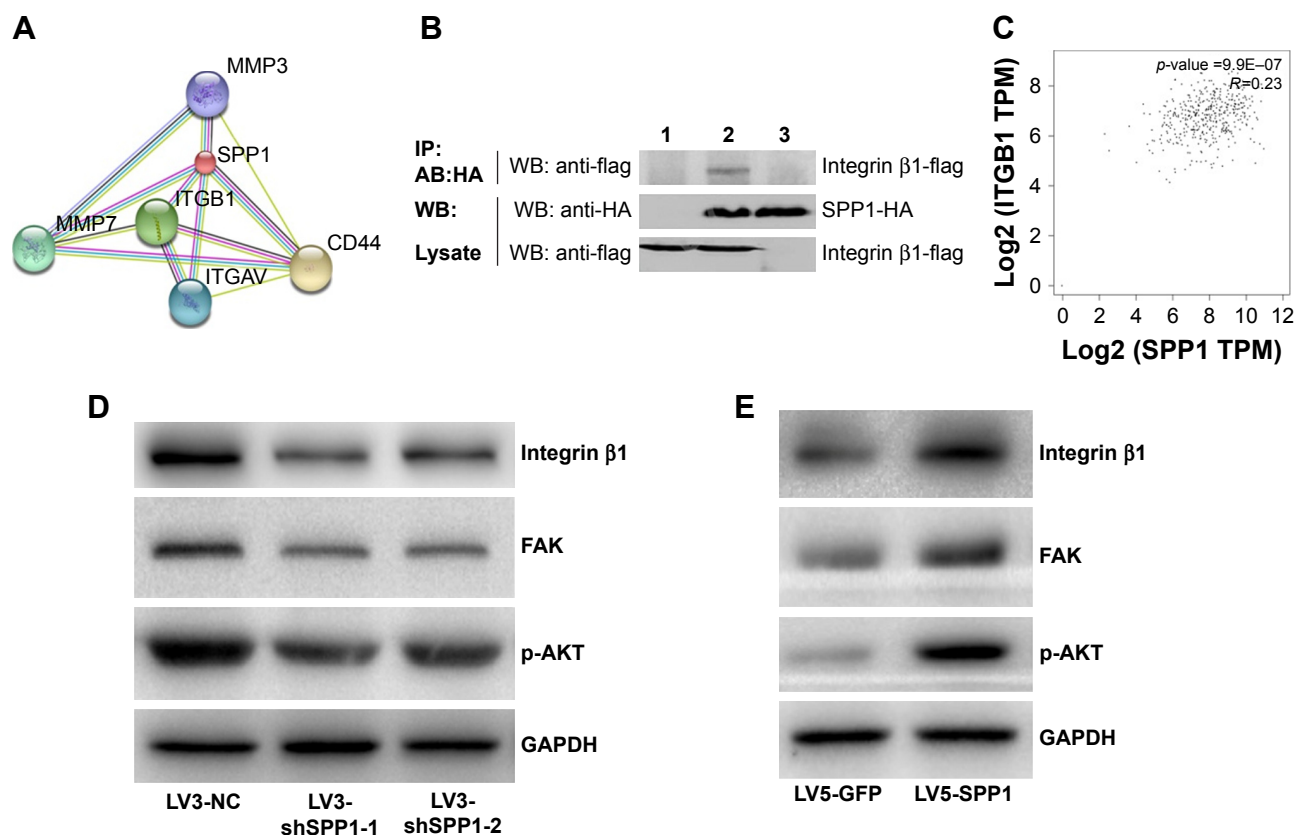 A
MMP3
SPP1
ITGB1
MMP7
CD44
ITGAV
B
1 2 3
IP:
AB:HA
WB: anti-flag
Integrin β1-flag
WB:
WB: anti-HA
SPP1-HA
Lysate
WB: anti-flag
Integrin β1-flag
C
p-value =9.9E–07
R=0.23
Log2 (ITGB1 TPM)
8
6
4
2
0
0 2 4 6 8 10 12
Log2 (SPP1 TPM)
D
Integrin β1
FAK
p-AKT
GAPDH
LV3-NC
LV3-
shSPP1-1
LV3-
shSPP1-2
E
Integrin β1
FAK
p-AKT
GAPDH
LV5-GFP
LV5-SPP1